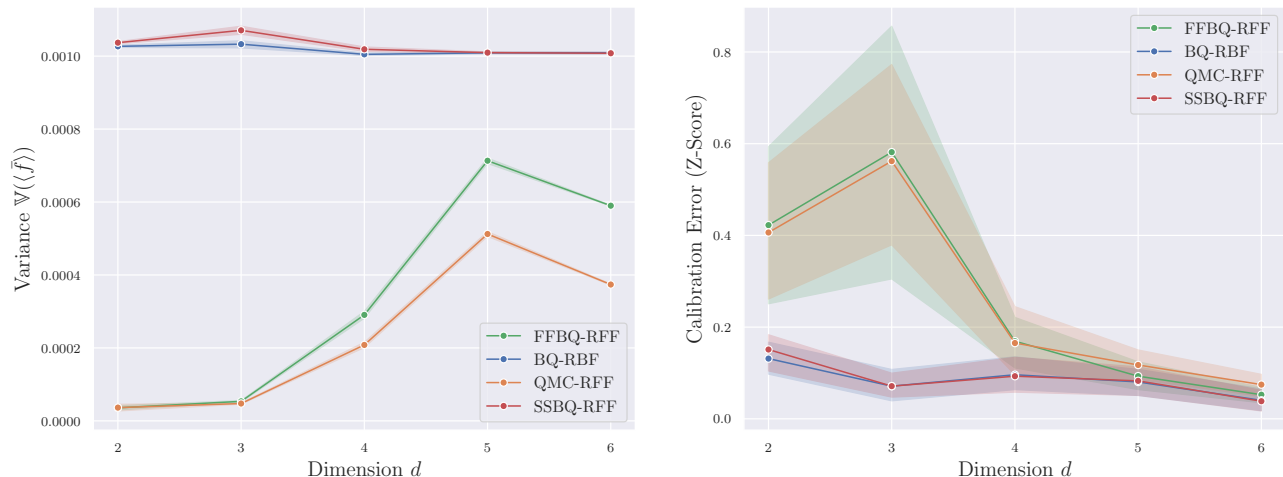 0.0010
0.0008
0.0006
0.0004
0.0002
0.0000
Variance 𝕎(⟨f̄⟩)
2 3 4 5 6
Dimension d
FFBQ-RFF
BQ-RBF
QMC-RFF
SSBQ-RFF
0.8
0.6
0.4
0.2
0.0
Calibration Error (Z-Score)
2 3 4 5 6
Dimension d
FFBQ-RFF
BQ-RBF
QMC-RFF
SSBQ-RFF